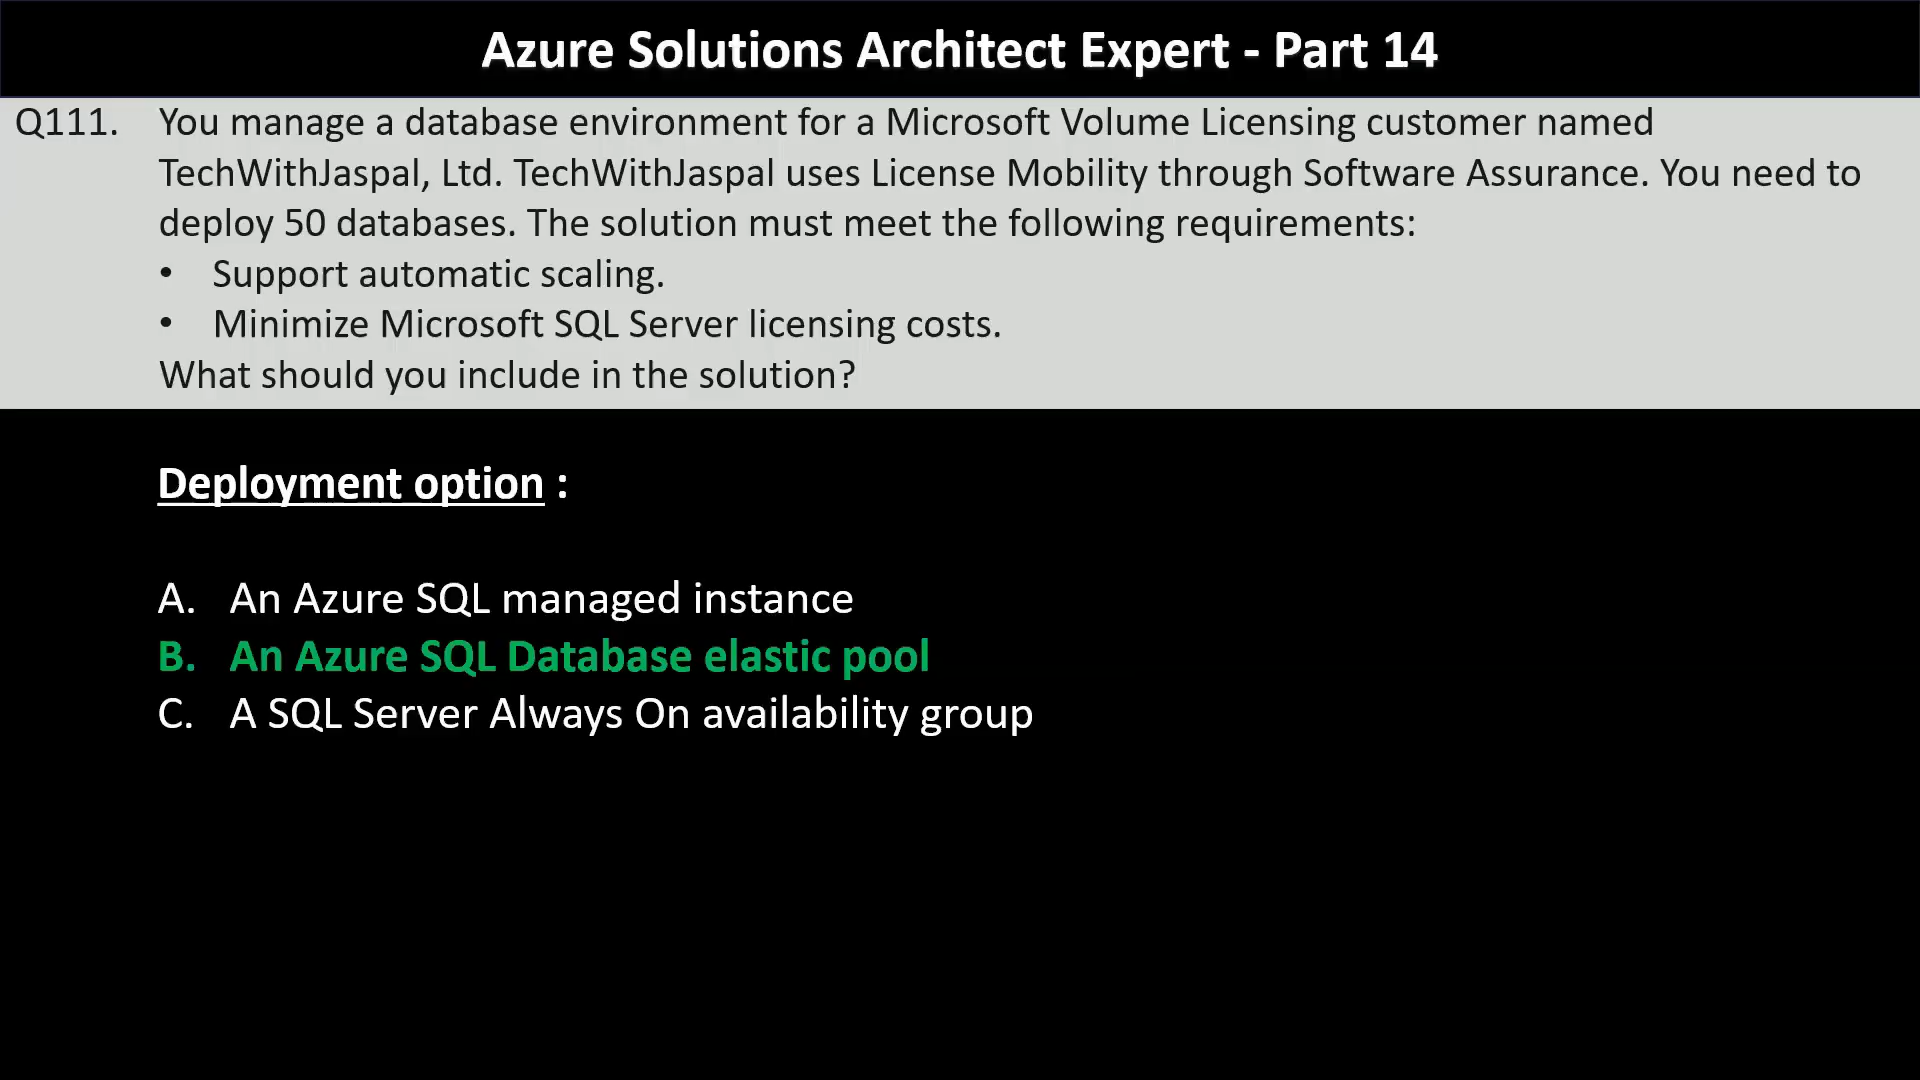 Azure Solutions Architect Expert - Part 14
Q111. You manage a database environment for a Microsoft Volume Licensing customer named
TechWithJaspal, Ltd. TechWithJaspal uses License Mobility through Software Assurance. You need to
deploy 50 databases. The solution must meet the following requirements:
• Support automatic scaling.
• Minimize Microsoft SQL Server licensing costs.
What should you include in the solution?
Deployment option :
A. An Azure SQL managed instance
B. An Azure SQL Database elastic pool
C. A SQL Server Always On availability group